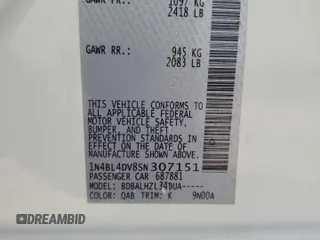 GAWR FR.: 1097 KG
2418 LB
GAWR RR.: 945 KG
2083 LB
THIS VEHICLE CONFORMS TO
ALL APPLICABLE FEDERAL
MOTOR VEHICLE SAFETY,
BUMPER, AND THEFT
PREVENTION STANDARDS IN
EFFECT ON THE DATE OF
MANUFACTURE SHOWN ABOVE.
1N4BL4DV8SN307151
PASSENGER CAR 687881
MODEL: BDBALHZL34DUA-----
COLOR: QAB TRIM: K 9N00A
DREAMBID